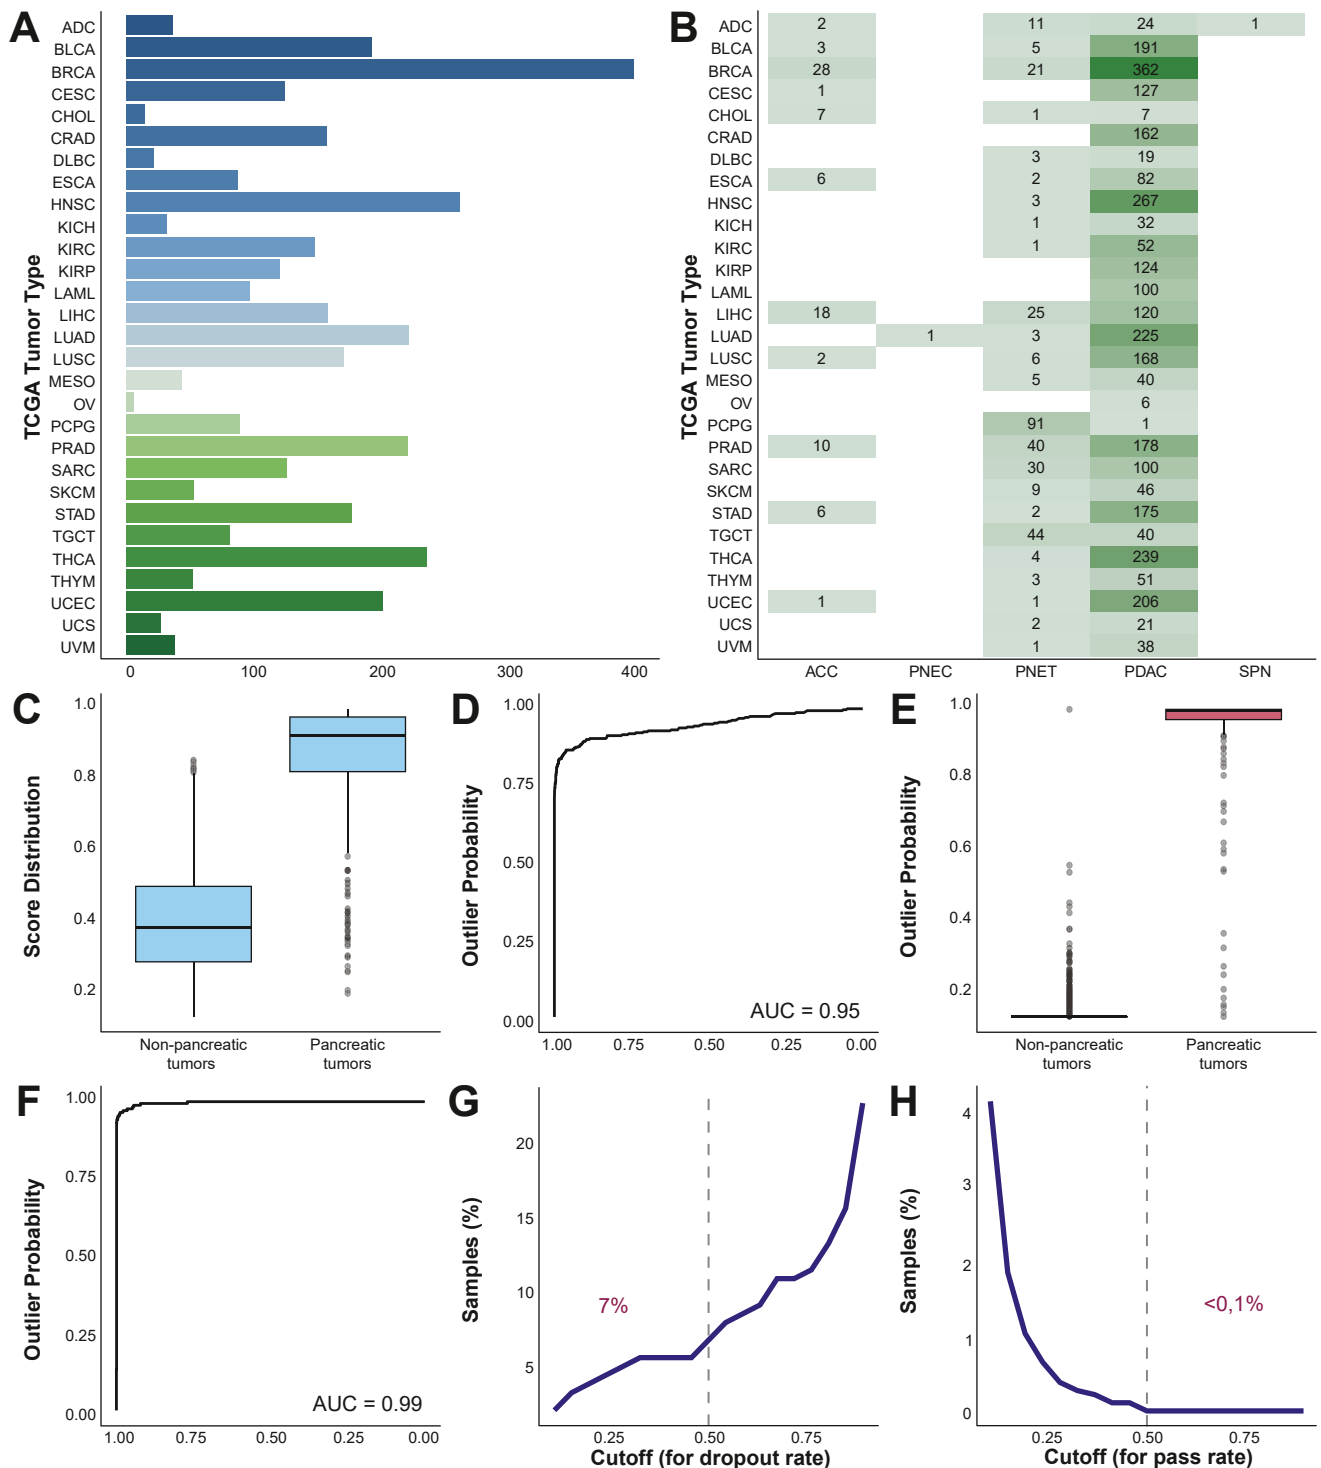 A
TCGA Tumor Type
ADC
BLCA
BRCA
CESC
CHOL
CRAD
DLBC
ESCA
HNSC
KICH
KIRC
KIRP
LAML
LIHC
LUAD
LUSC
MESO
OV
PCPG
PRAD
SARC
SKCM
STAD
TGCT
THCA
THYM
UCEC
UCS
UVM
0 100 200 300 400
B
TCGA Tumor Type
ADC 2 11 24 1
BLCA 3 5 191
BRCA 28 21 362
CESC 1 127
CHOL 7 1 7
CRAD 162
DLBC 3 19
ESCA 6 2 82
HNSC 3 267
KICH 1 32
KIRC 1 52
KIRP 124
LAML 100
LIHC 18 25 120
LUAD 1 3 225
LUSC 2 6 168
MESO 5 40
OV 6
PCPG 91 1
PRAD 10 40 178
SARC 30 100
SKCM 9 46
STAD 6 2 175
TGCT 44 40
THCA 4 239
THYM 3 51
UCEC 1 1 206
UCS 2 21
UVM 1 38
ACC PNEC PNET PDAC SPN
C
Score Distribution
1.0
0.8
0.6
0.4
0.2
Non-pancreatic tumors
Pancreatic tumors
D
Outlier Probability
1.00
0.75
0.50
0.25
0.00
AUC = 0.95
1.00 0.75 0.50 0.25 0.00
E
Outlier Probability
1.0
0.8
0.6
0.4
0.2
Non-pancreatic tumors
Pancreatic tumors
F
Outlier Probability
1.00
0.75
0.50
0.25
0.00
AUC = 0.99
1.00 0.75 0.50 0.25 0.00
G
Samples (%)
20
15
10
5
7%
0.25 0.50 0.75
Cutoff (for dropout rate)
H
Samples (%)
4
3
2
1
0
<0,1%
0.25 0.50 0.75
Cutoff (for pass rate)